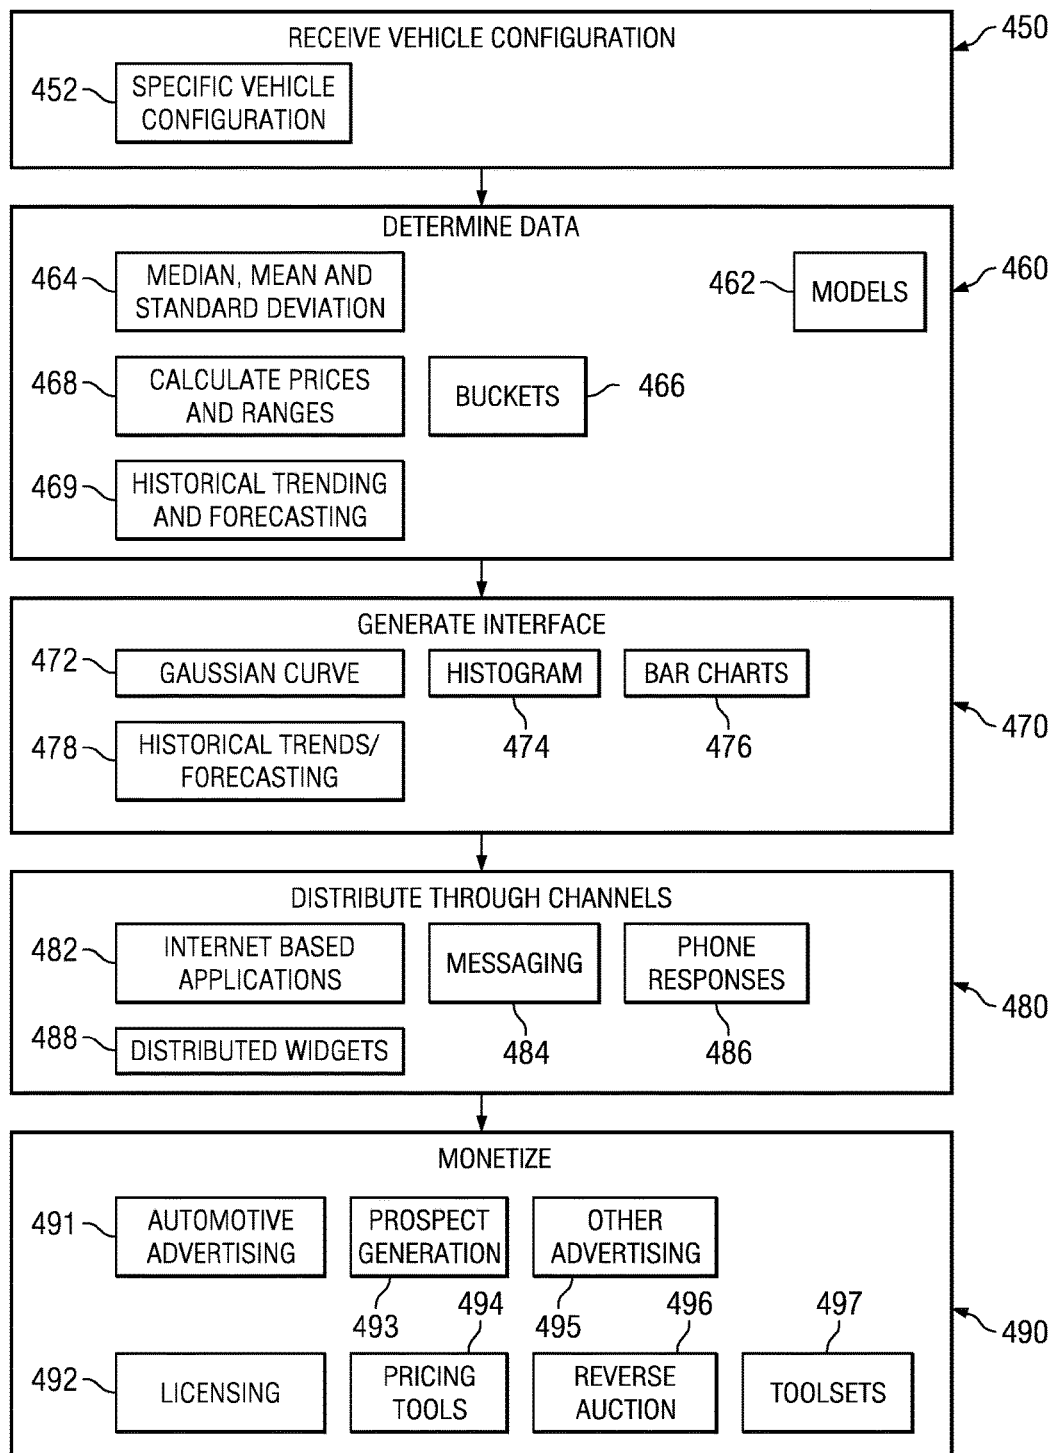 RECEIVE VEHICLE CONFIGURATION
450
452
SPECIFIC VEHICLE
CONFIGURATION
DETERMINE DATA
460
464
MEDIAN, MEAN AND
STANDARD DEVIATION
462
MODELS
468
CALCULATE PRICES
AND RANGES
BUCKETS
466
469
HISTORICAL TRENDING
AND FORECASTING
GENERATE INTERFACE
470
472
GAUSSIAN CURVE
HISTOGRAM
BAR CHARTS
474
476
478
HISTORICAL TRENDS/
FORECASTING
DISTRIBUTE THROUGH CHANNELS
480
482
INTERNET BASED
APPLICATIONS
MESSAGING
PHONE
RESPONSES
484
486
488
DISTRIBUTED WIDGETS
MONETIZE
490
491
AUTOMOTIVE
ADVERTISING
PROSPECT
GENERATION
OTHER
ADVERTISING
493
494
495
496
497
492
LICENSING
PRICING
TOOLS
REVERSE
AUCTION
TOOLSETS